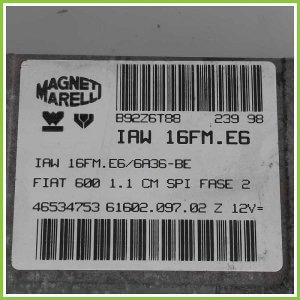 MAGNETI
MARELLI
B92Z6T88 239 98
IAW 16FM.E6
IAW 16FM.E6/6A36-BE
FIAT 600 1.1 CM SPI FASE 2
46534753 61602.097.02 Z 12V=